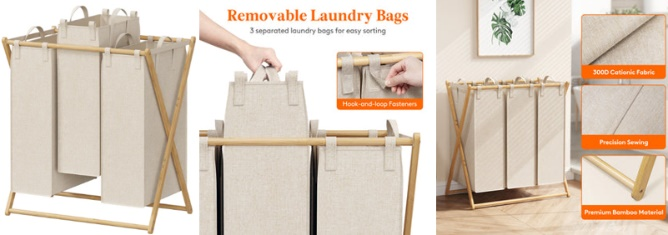 Removable Laundry Bags
3 separated laundry bags for easy sorting
Hook-and-loop Fasteners
300D Cationic Fabric
Precision Sewing
Premium Bamboo Material